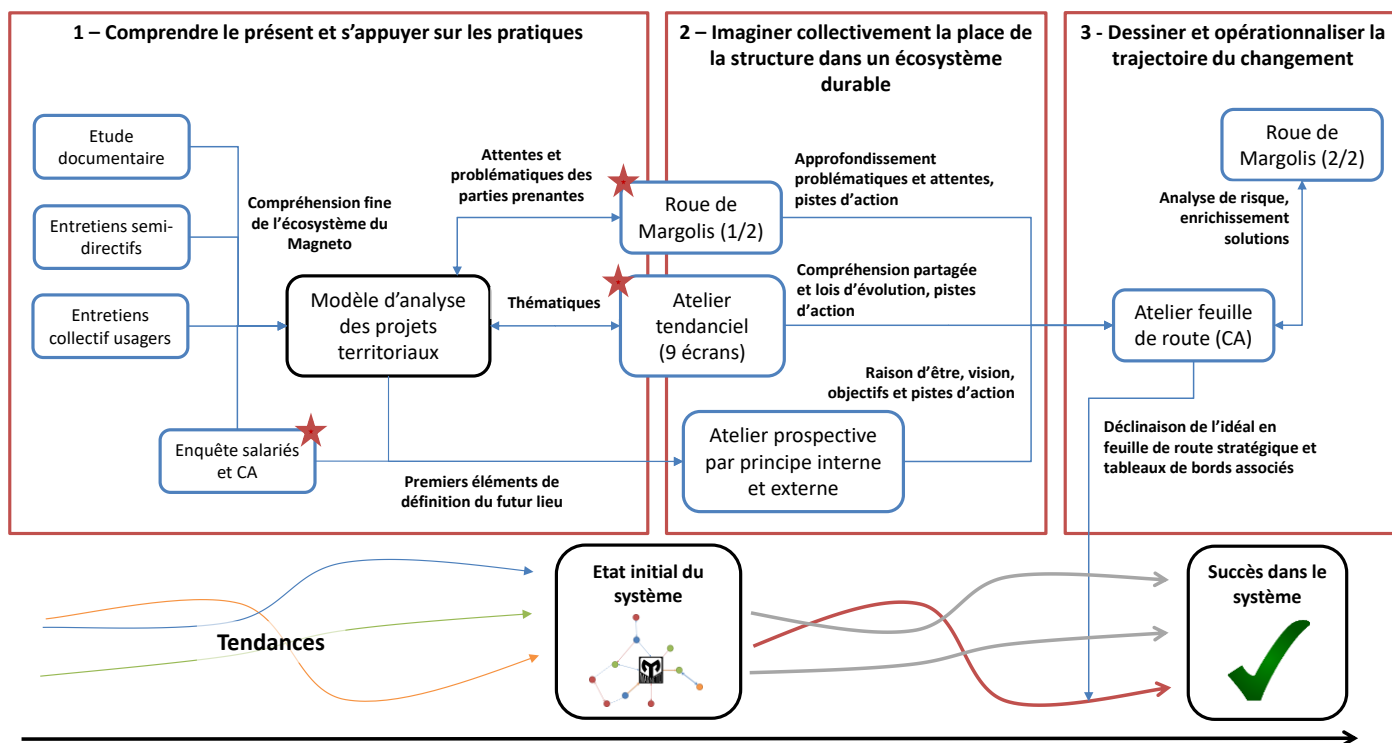 1 – Comprendre le présent et s’appuyer sur les pratiques
2 – Imaginer collectivement la place de
la structure dans un écosystème
durable
3 - Dessiner et opérationnaliser la
trajectoire du changement
Etude
documentaire
Entretiens semi-
directifs
Entretiens
collectif usagers
Enquête salariés
et CA
Compréhension fine
de l’écosystème du
Magneto
Attentes et
problématiques des
parties prenantes
Modèle d’analyse
des projets
territoriaux
Thématiques
Premiers éléments de
définition du futur lieu
Roue de
Margolis (1/2)
Atelier
tendanciel
(9 écrans)
Atelier prospective
par principe interne
et externe
Approfondissement
problématiques et attentes,
pistes d’action
Compréhension partagée
et lois d’évolution, pistes
d’action
Raison d’être, vision,
objectifs et pistes d’action
Roue de
Margolis (2/2)
Analyse de risque,
enrichissement
solutions
Atelier feuille
de route (CA)
Déclinaison de l’idéal en
feuille de route stratégique et
tableaux de bords associés
Tendances
Etat initial du
système
Succès dans le
système